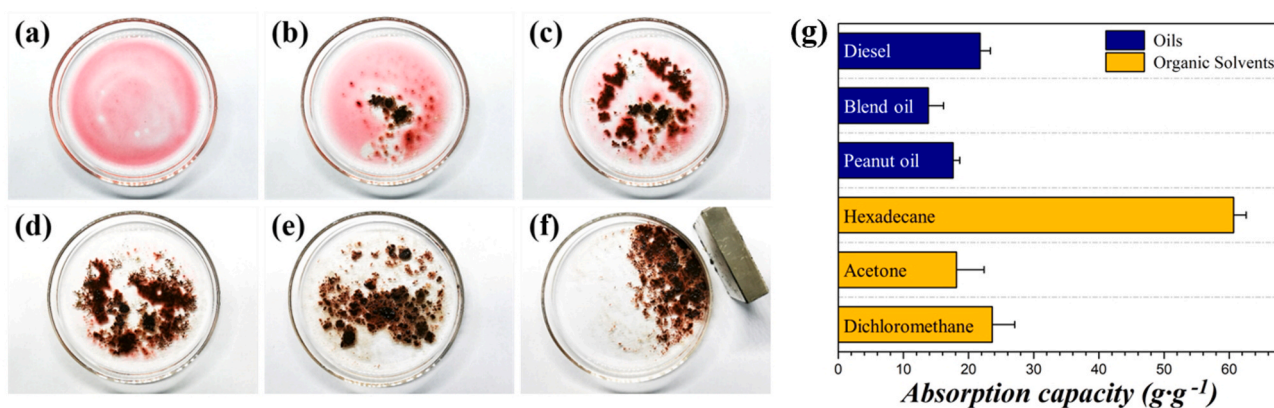 (a)
(b)
(c)
(g)
Diesel
Oils
Organic Solvents
Blend oil
Peanut oil
(d)
(e)
(f)
Hexadecane
Acetone
Dichloromethane
0 10 20 30 40 50 60
Absorption capacity (g·g⁻¹)